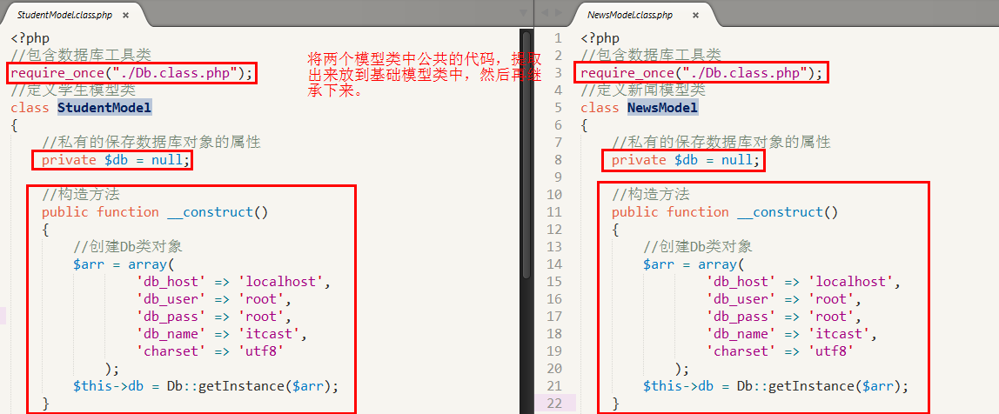 StudentModel.class.php ×
<?php
//包含数据库工具类
require_once("./Db.class.php");
//定义学生模型类
class StudentModel
{
//私有的保存数据库对象的属性
private $db = null;
//构造方法
public function __construct()
{
//创建Db类对象
$arr = array(
'db_host' => 'localhost',
'db_user' => 'root',
'db_pass' => 'root',
'db_name' => 'itcast',
'charset' => 'utf8'
);
$this->db = Db::getInstance($arr);
}
将两个模型类中公共的代码，提取
出来放到基础模型类中，然后再继
承下来。
NewsModel.class.php ×
1 <?php
2 //包含数据库工具类
3 require_once("./Db.class.php");
4 //定义新闻模型类
5 class NewsModel
6 {
7 //私有的保存数据库对象的属性
8 private $db = null;
9
10 //构造方法
11 public function __construct()
12 {
13 //创建Db类对象
14 $arr = array(
15 'db_host' => 'localhost',
16 'db_user' => 'root',
17 'db_pass' => 'root',
18 'db_name' => 'itcast',
19 'charset' => 'utf8'
20 );
21 $this->db = Db::getInstance($arr);
22 }